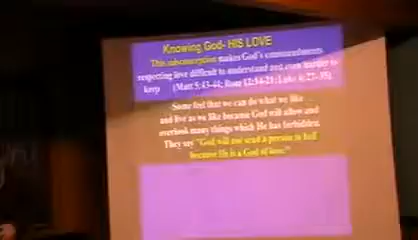 Knowing God- HIS LOVE
This misconception makes God's commandments
respecting love difficult to understand and even harder to
keep (Matt 5:43-44; Rom 12:14-21; Luke 6:27-35).
Some feel that we can do what we like
and live as we like because God will allow and
overlook many things which He has forbidden.
They say "God will not send a person to hell
because He is a God of love."